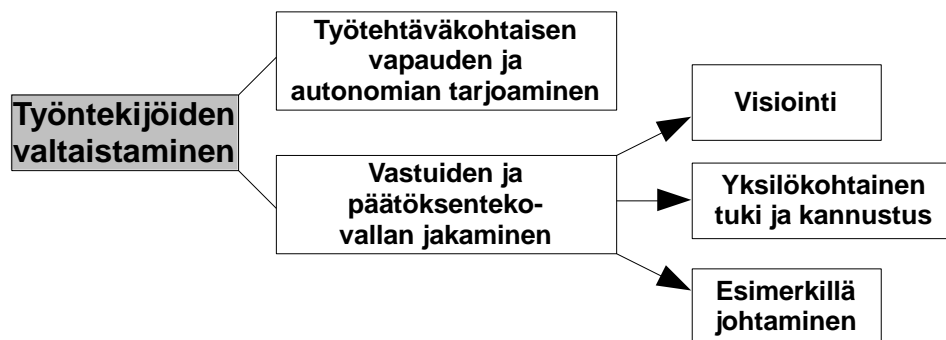 Työntekijöiden
valtaistaminen
Työtehtäväkohtaisen
vapauden ja
autonomian tarjoaminen
Vastuiden ja
päätöksenteko-
vallan jakaminen
Visiointi
Yksilökohtainen
tuki ja kannustus
Esimerkillä
johtaminen